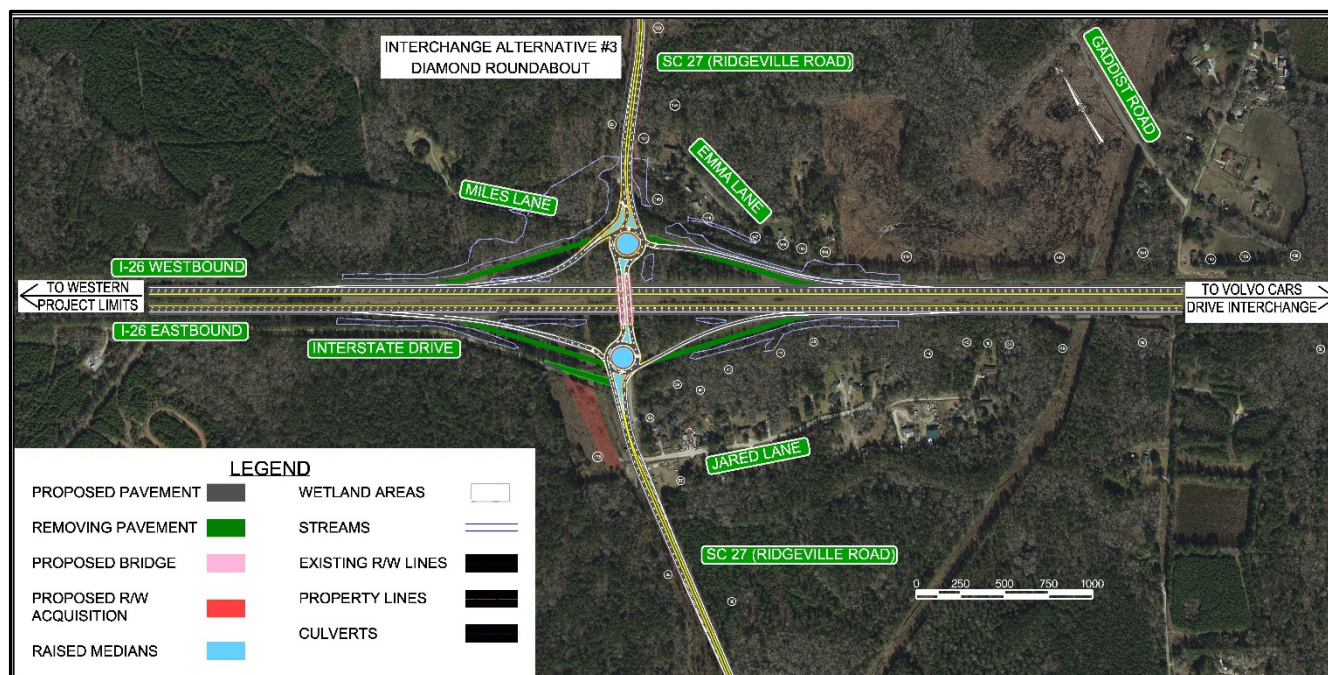 INTERCHANGE ALTERNATIVE #3
DIAMOND ROUNDABOUT
SC 27 (RIDGEVILLE ROAD)
GADDIST ROAD
EMMA LANE
MILES LANE
I-26 WESTBOUND
TO WESTERN
PROJECT LIMITS
TO VOLVO CARS
DRIVE INTERCHANGE
I-26 EASTBOUND
INTERSTATE DRIVE
JARED LANE
SC 27 (RIDGEVILLE ROAD)
0 250 500 750 1000
LEGEND
PROPOSED PAVEMENT
REMOVING PAVEMENT
PROPOSED BRIDGE
PROPOSED R/W
ACQUISITION
RAISED MEDIANS
WETLAND AREAS
STREAMS
EXISTING R/W LINES
PROPERTY LINES
CULVERTS